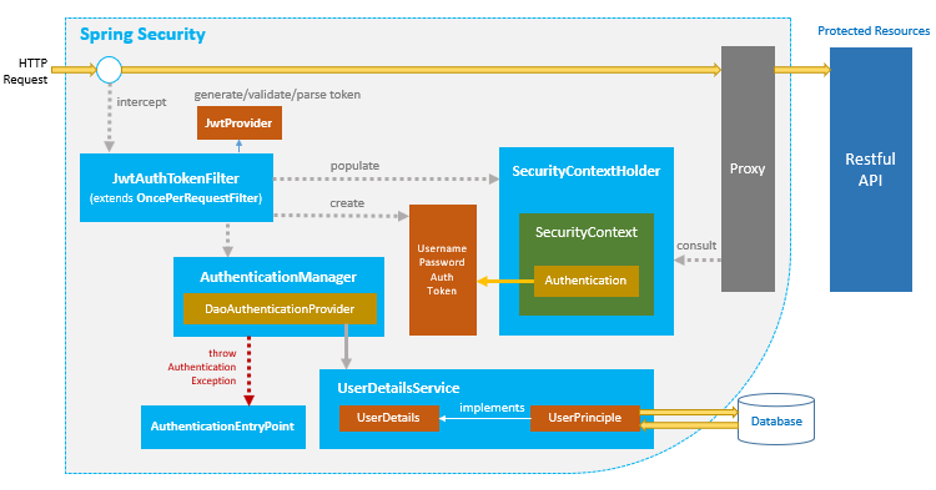 Spring Security
Protected Resources
HTTP
Request
intercept
generate/validate/parse token
JwtProvider
JwtAuthTokenFilter
(extends OncePerRequestFilter)
populate
create
SecurityContextHolder
SecurityContext
Authentication
Username
Password
Auth
Token
consult
Proxy
Restful
API
AuthenticationManager
DaoAuthenticationProvider
throw
Authentication
Exception
AuthenticationEntryPoint
UserDetailsService
UserDetails
implements
UserPrinciple
Database